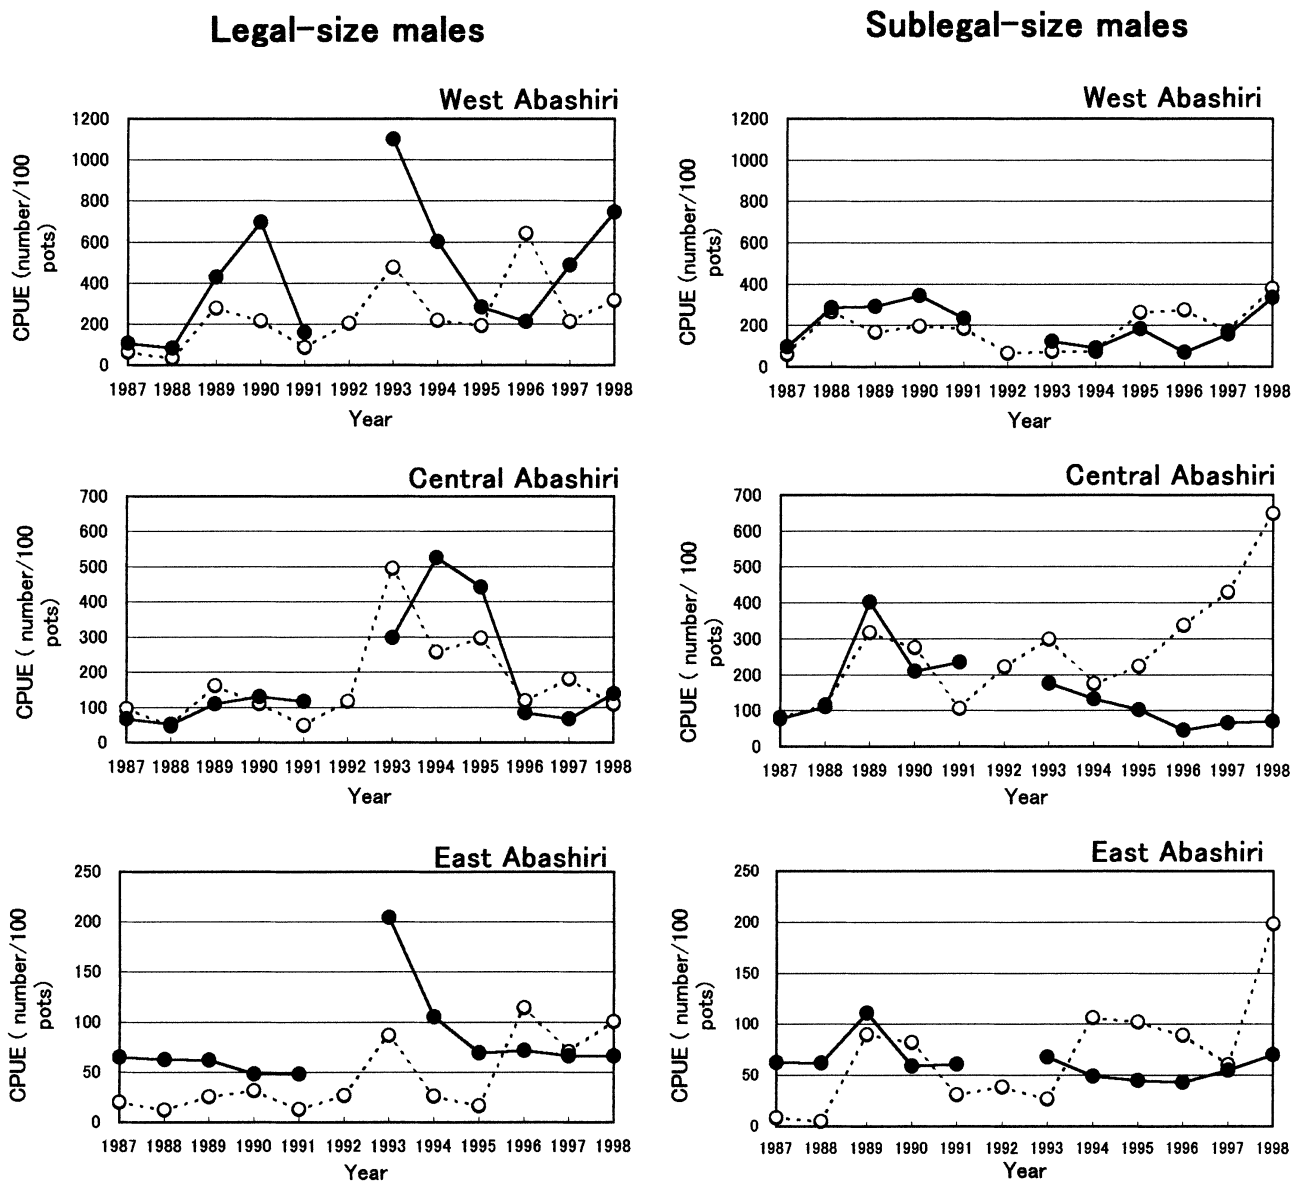 Legal-size males
Sublegal-size males
West Abashiri
1200
1000
800
600
400
200
0
CPUE (number/100
pots)
1987 1988 1989 1990 1991 1992 1993 1994 1995 1996 1997 1998
Year
West Abashiri
1200
1000
800
600
400
200
0
CPUE (number/100
pots)
1987 1988 1989 1990 1991 1992 1993 1994 1995 1996 1997 1998
Year
Central Abashiri
700
600
500
400
300
200
100
0
CPUE ( number/100
pots)
1987 1988 1989 1990 1991 1992 1993 1994 1995 1996 1997 1998
Year
Central Abashiri
700
600
500
400
300
200
100
0
CPUE ( number/ 100
pots)
1987 1988 1989 1990 1991 1992 1993 1994 1995 1996 1997 1998
Year
East Abashiri
250
200
150
100
50
0
CPUE ( number/100
pots)
1987 1988 1989 1990 1991 1992 1993 1994 1995 1996 1997 1998
Year
East Abashiri
250
200
150
100
50
0
CPUE ( number/100
pots)
1987 1988 1989 1990 1991 1992 1993 1994 1995 1996 1997 1998
Year